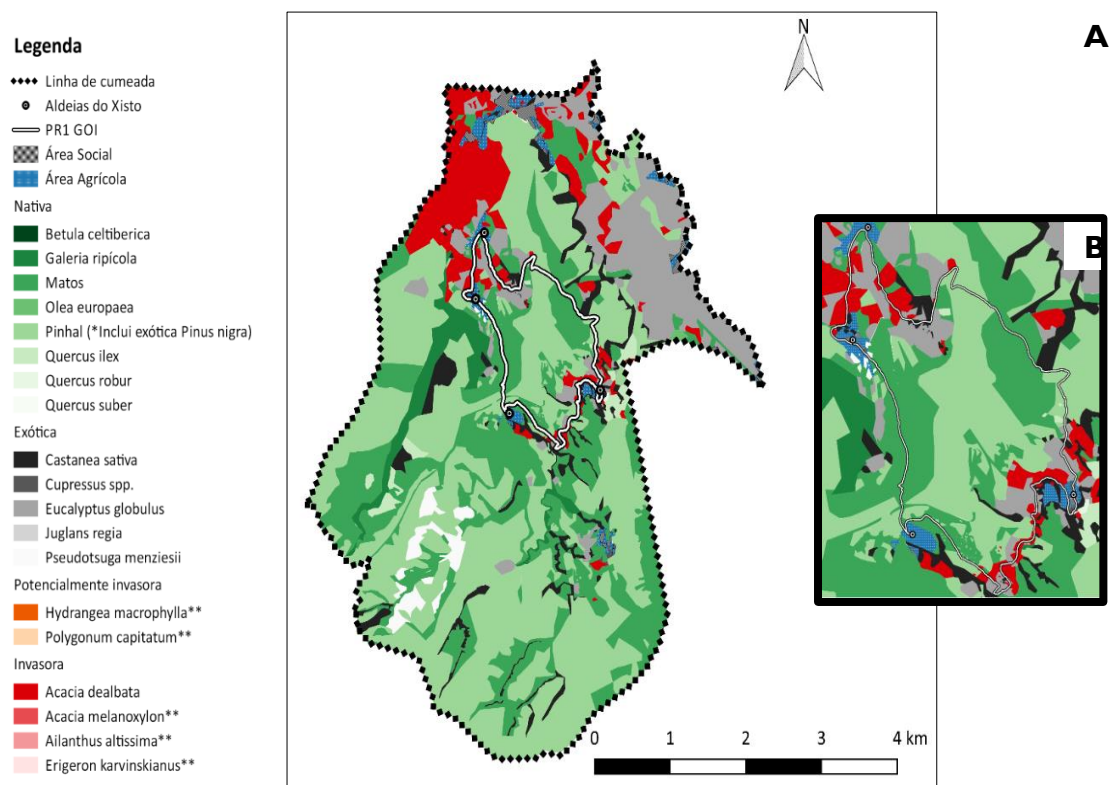 Legenda
Linha de cumeada
Aldeias do Xisto
PR1 GOI
Área Social
Área Agrícola
Nativa
Betula celtiberica
Galeria ripícola
Matos
Olea europaea
Pinhal (*Inclui exótica Pinus nigra)
Quercus ilex
Quercus robur
Quercus suber
Exótica
Castanea sativa
Cupressus spp.
Eucalyptus globulus
Juglans regia
Pseudotsuga menziesii
Potencialmente invasora
Hydrangea macrophylla**
Polygonum capitatum**
Invasora
Acacia dealbata
Acacia melanoxylon**
Ailanthus altissima**
Erigeron karvinskianus**
N
A
B
0 1 2 3 4 km